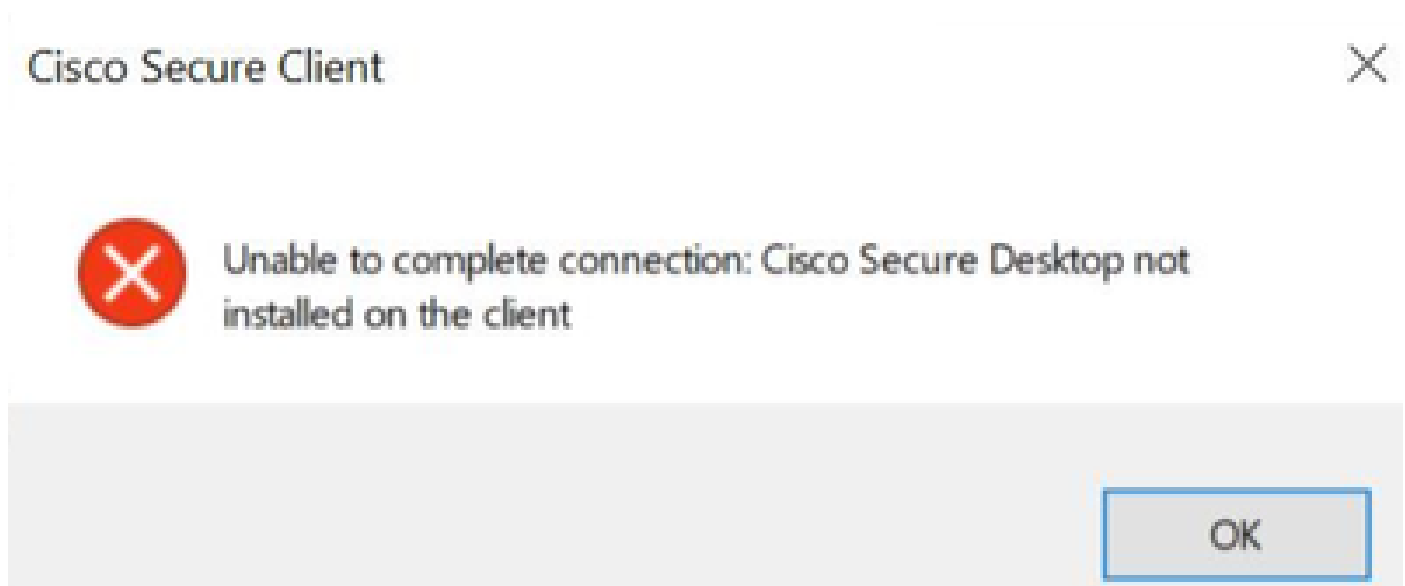 Cisco Secure Client
Unable to complete connection: Cisco Secure Desktop not
installed on the client
OK